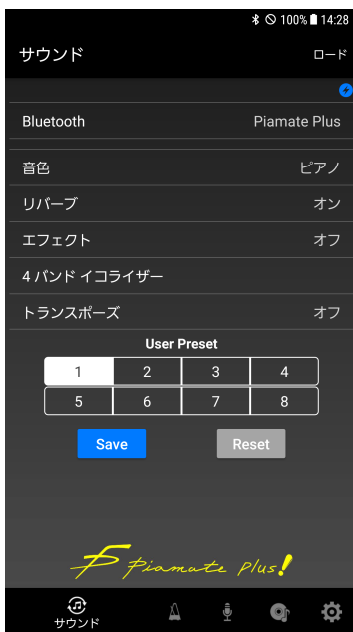 100% 14:28
サウンド ロード
Bluetooth Piamate Plus
音色 ピアノ
リバーブ オン
エフェクト オフ
4 バンド イコライザー
トランスポーズ オフ
User Preset
1 2 3 4
5 6 7 8
Save Reset
Piamate Plus!
サウンド